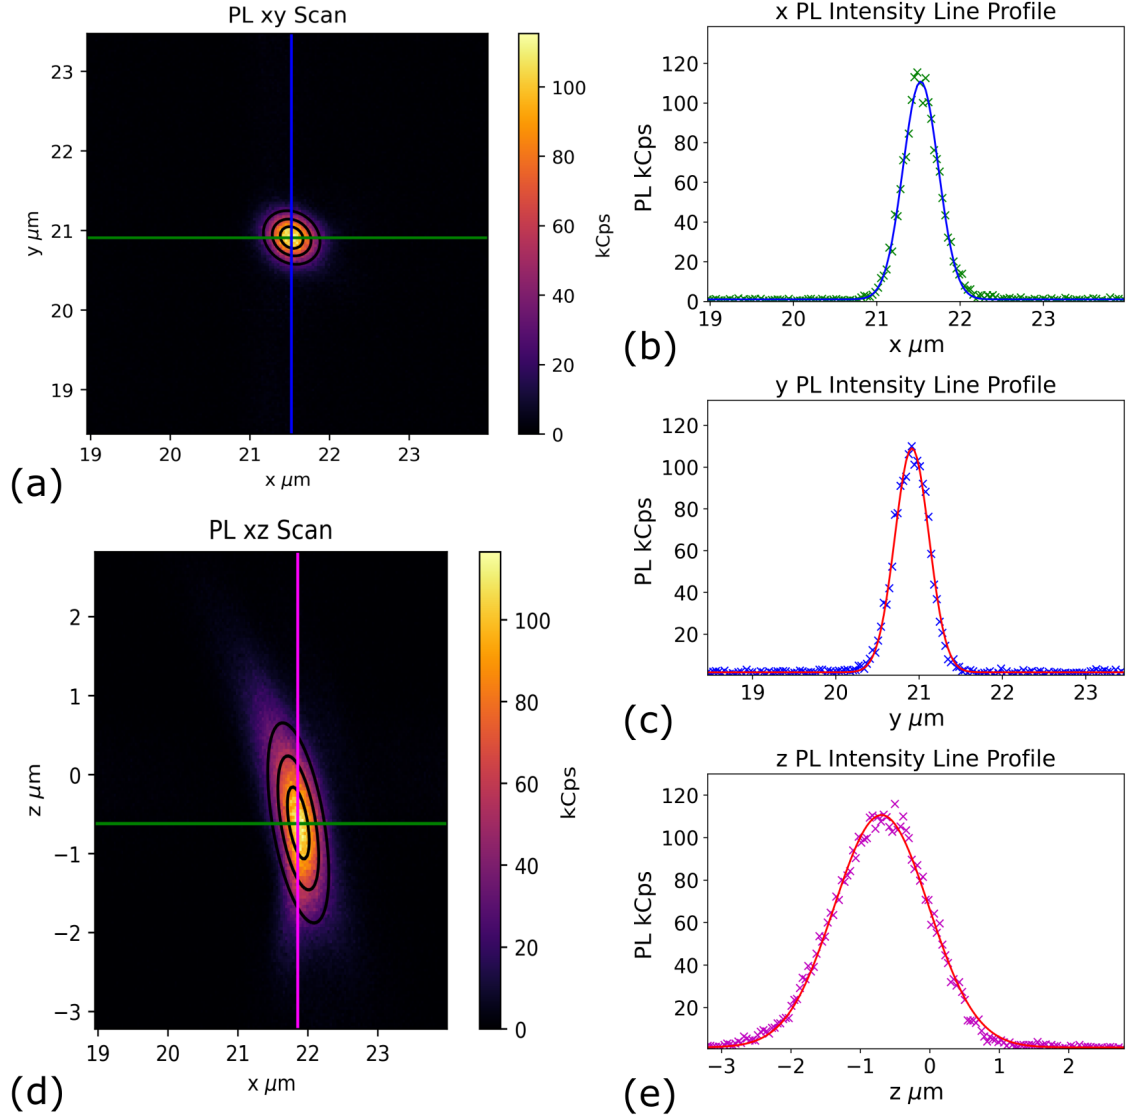 PL xy Scan
23
22
21
20
19
y μm
19 20 21 22 23
x μm
100
80
60
40
20
0
kCps
(a)
x PL Intensity Line Profile
120
100
80
60
40
20
0
PL kCps
19 20 21 22 23
x μm
(b)
y PL Intensity Line Profile
120
100
80
60
40
20
PL kCps
19 20 21 22 23
y μm
(c)
PL xz Scan
2
1
0
−1
−2
−3
z μm
19 20 21 22 23
x μm
100
80
60
40
20
0
kCps
(d)
z PL Intensity Line Profile
120
100
80
60
40
20
PL kCps
−3 −2 −1 0 1 2
z μm
(e)